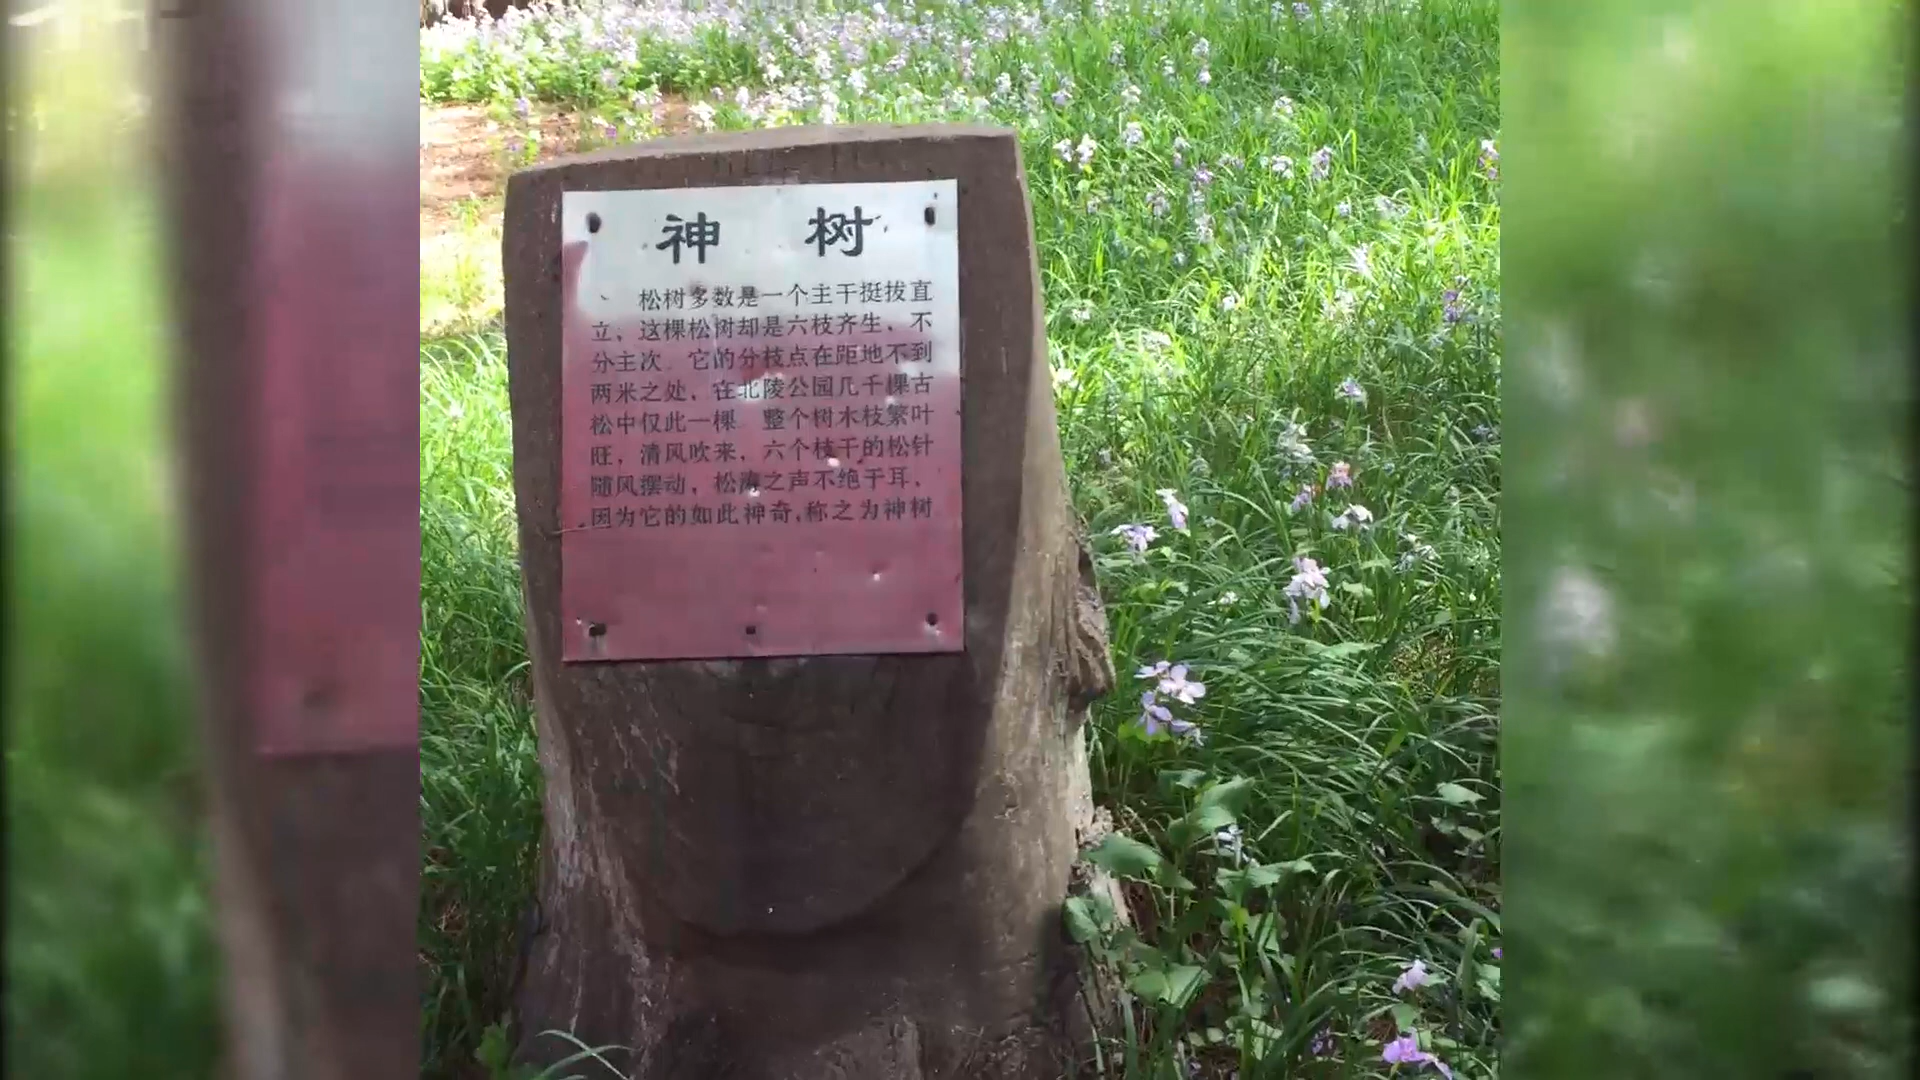 神 树
松树多数是一个主干挺拔直
立，这棵松树却是六枝齐生，不
分主次。它的分枝点在距地不到
两米之处，在北陵公园几千棵古
松中仅此一棵。整个树木枝繁叶
旺，清风吹来，六个枝干的松针
随风摆动，松涛之声不绝于耳，
因为它的如此神奇,称之为神树